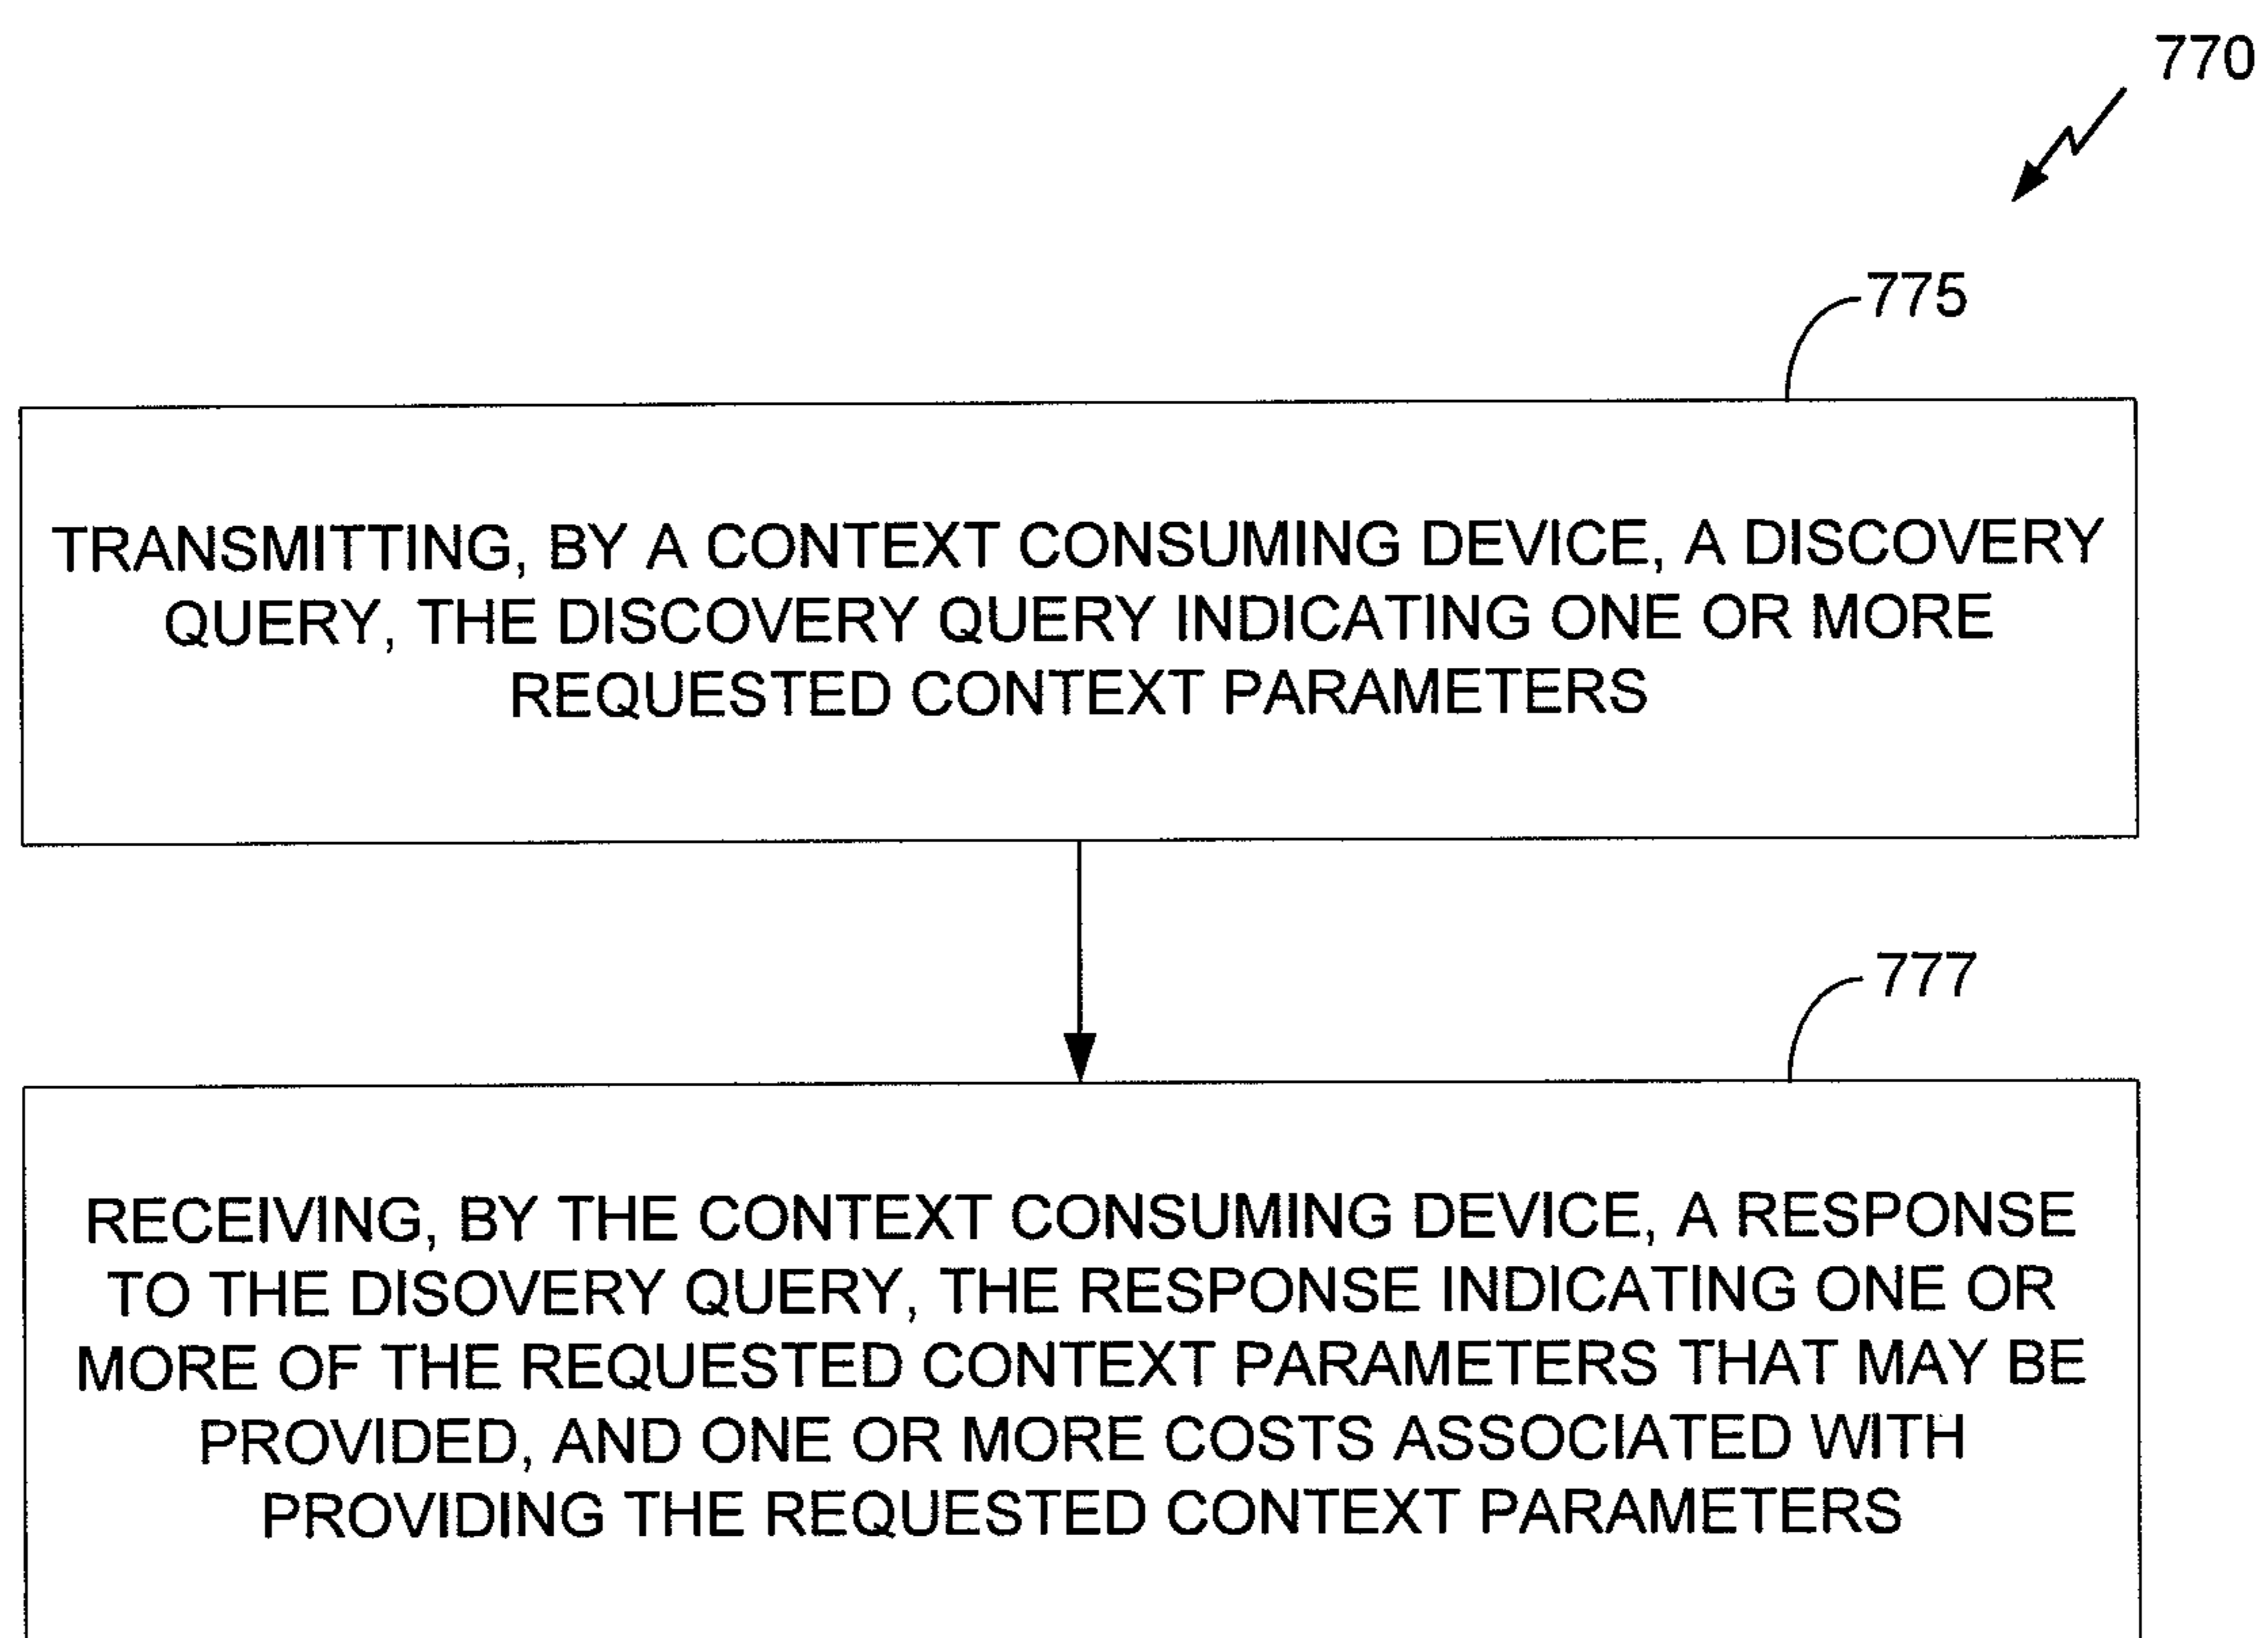 770
775
TRANSMITTING, BY A CONTEXT CONSUMING DEVICE, A DISCOVERY
QUERY, THE DISCOVERY QUERY INDICATING ONE OR MORE
REQUESTED CONTEXT PARAMETERS
777
RECEIVING, BY THE CONTEXT CONSUMING DEVICE, A RESPONSE
TO THE DISOVERY QUERY, THE RESPONSE INDICATING ONE OR
MORE OF THE REQUESTED CONTEXT PARAMETERS THAT MAY BE
PROVIDED, AND ONE OR MORE COSTS ASSOCIATED WITH
PROVIDING THE REQUESTED CONTEXT PARAMETERS